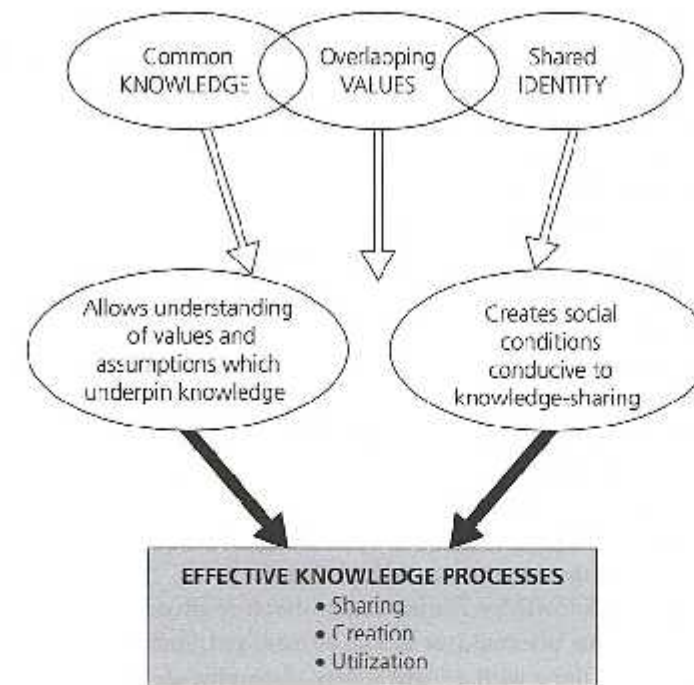 Common
KNOWLEDGE
Overlapping
VALUES
Shared
IDENTITY
Allows understanding
of values and
assumptions which
underpin knowledge
Creates social
conditions
conducive to
knowledge-sharing
EFFECTIVE KNOWLEDGE PROCESSES
• Sharing
• Creation
• Utilization